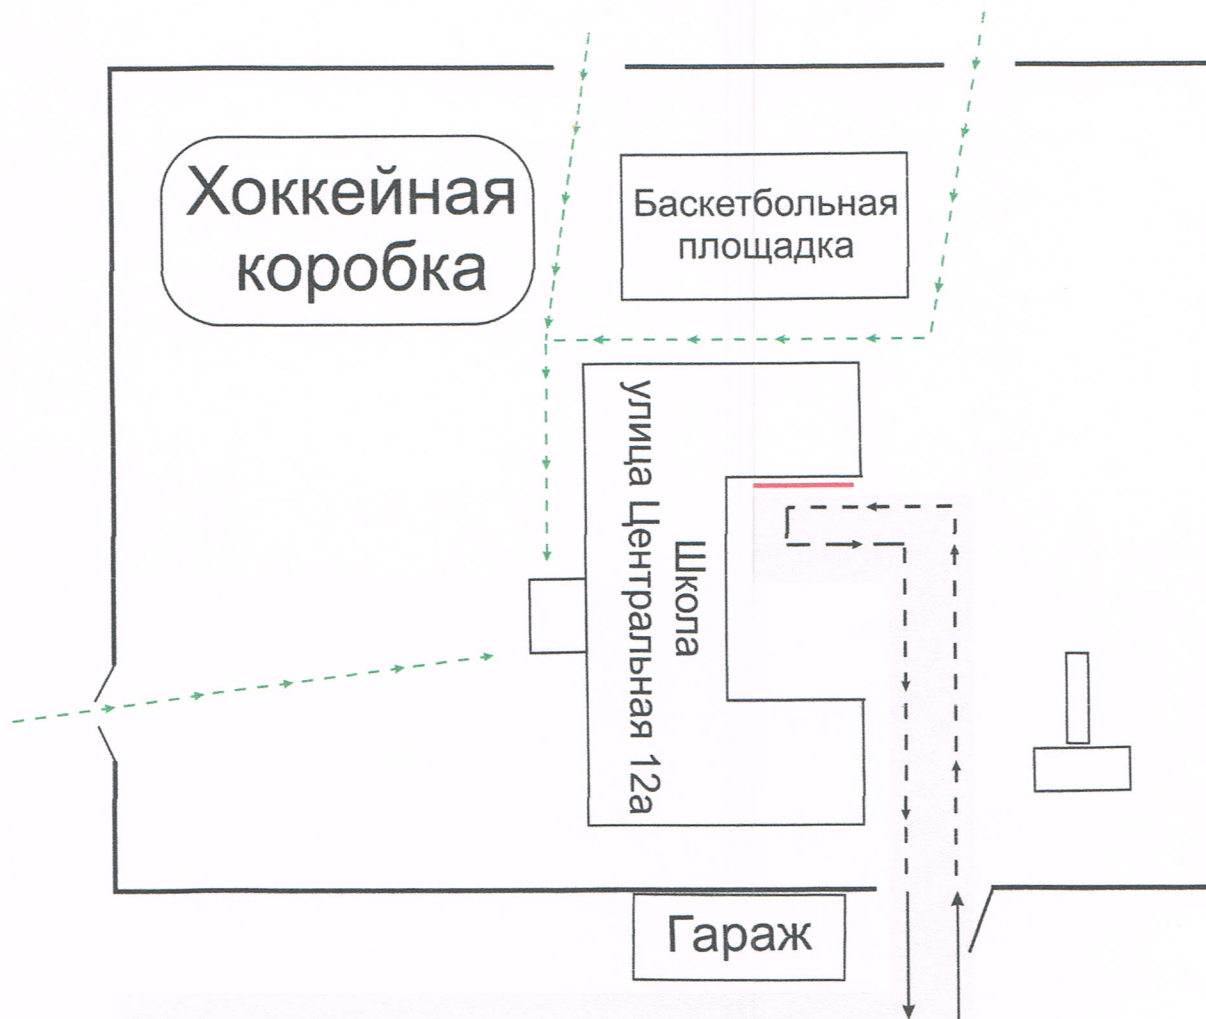 Хоккейная
коробка
Баскетбольная
площадка
Школа
улица Центральная 12а
Гараж